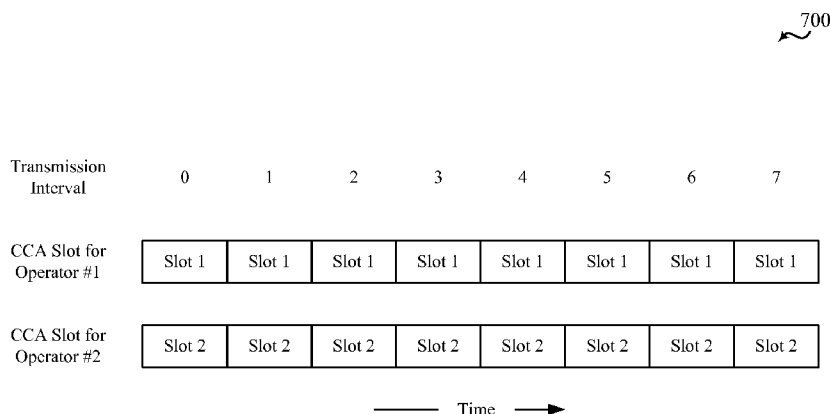 700
Transmission
Interval
0 1 2 3 4 5 6 7
CCA Slot for
Operator #1
Slot 1 Slot 1 Slot 1 Slot 1 Slot 1 Slot 1 Slot 1 Slot 1
CCA Slot for
Operator #2
Slot 2 Slot 2 Slot 2 Slot 2 Slot 2 Slot 2 Slot 2 Slot 2
Time